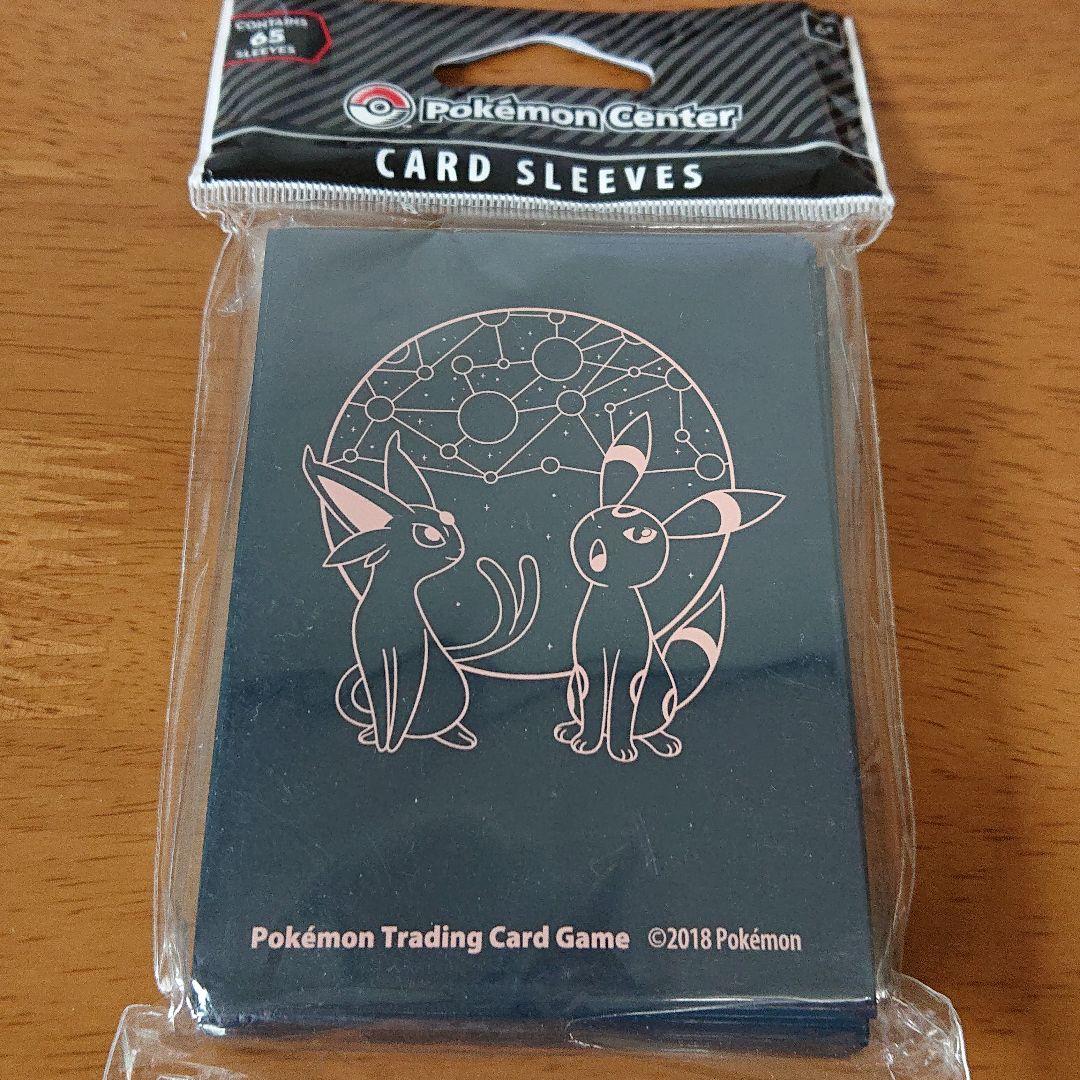 CONTAINS
65
SLEEVES
Pokémon Center
CARD SLEEVES
Pokémon Trading Card Game ©2018 Pokémon